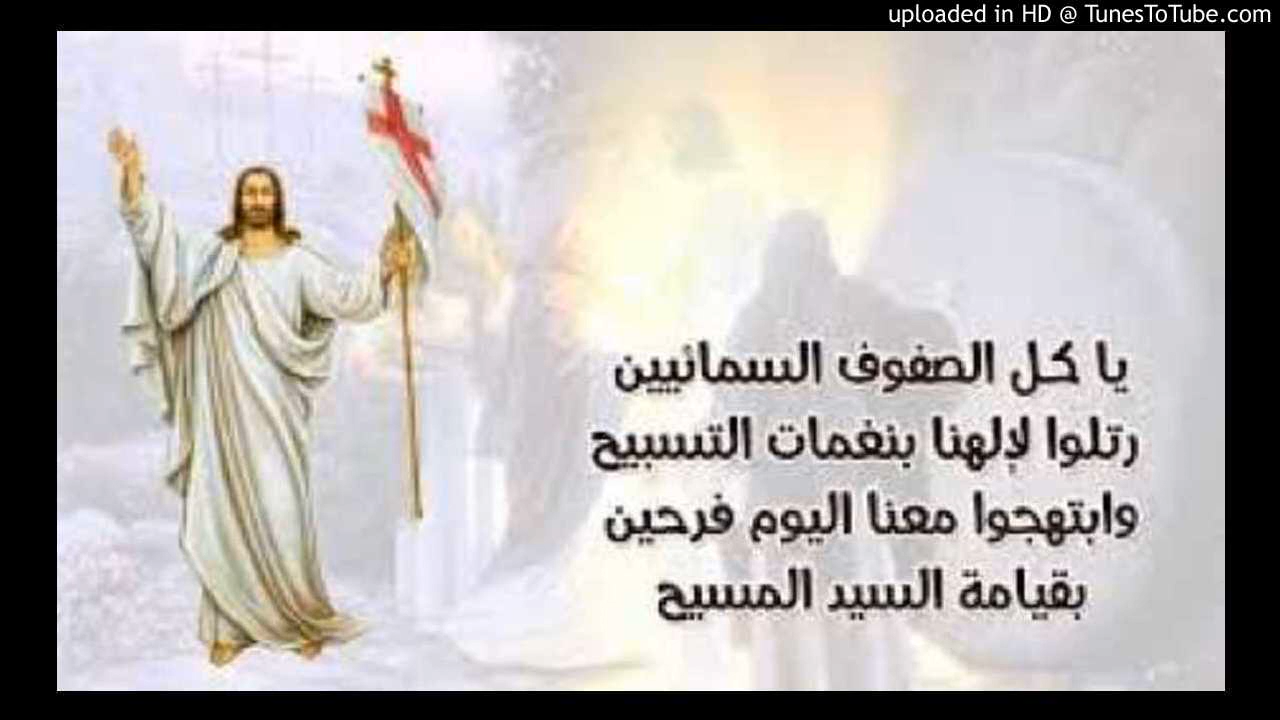 uploaded in HD @ TunesToTube.com
يا كل الصفوف السمائيين
رتلوا لإلهنا بنغمات التسبيح
وابتهجوا معنا اليوم فرحين
بقيامة السيد المسيح